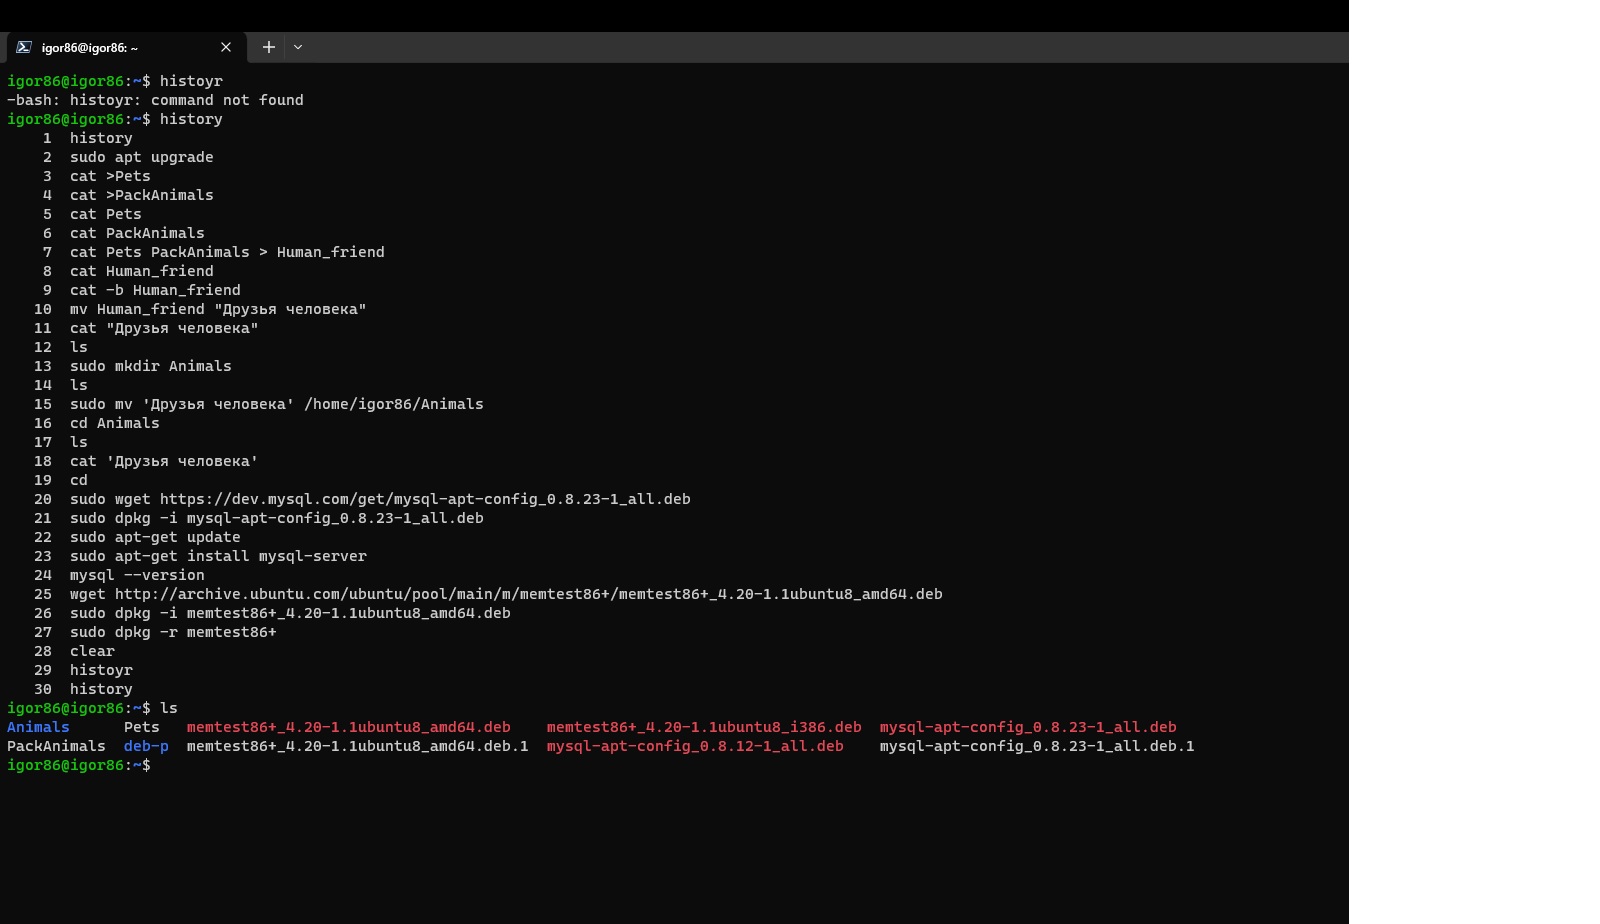 igor86@igor86: ~
igor86@igor86:~$ histoyr
-bash: histoyr: command not found
igor86@igor86:~$ history
    1  history
    2  sudo apt upgrade
    3  cat >Pets
    4  cat >PackAnimals
    5  cat Pets
    6  cat PackAnimals
    7  cat Pets PackAnimals > Human_friend
    8  cat Human_friend
    9  cat -b Human_friend
   10  mv Human_friend "Друзья человека"
   11  cat "Друзья человека"
   12  ls
   13  sudo mkdir Animals
   14  ls
   15  sudo mv 'Друзья человека' /home/igor86/Animals
   16  cd Animals
   17  ls
   18  cat 'Друзья человека'
   19  cd
   20  sudo wget https://dev.mysql.com/get/mysql-apt-config_0.8.23-1_all.deb
   21  sudo dpkg -i mysql-apt-config_0.8.23-1_all.deb
   22  sudo apt-get update
   23  sudo apt-get install mysql-server
   24  mysql --version
   25  wget http://archive.ubuntu.com/ubuntu/pool/main/m/memtest86+/memtest86+_4.20-1.1ubuntu8_amd64.deb
   26  sudo dpkg -i memtest86+_4.20-1.1ubuntu8_amd64.deb
   27  sudo dpkg -r memtest86+
   28  clear
   29  histoyr
   30  history
igor86@igor86:~$ ls
Animals      Pets   memtest86+_4.20-1.1ubuntu8_amd64.deb    memtest86+_4.20-1.1ubuntu8_i386.deb  mysql-apt-config_0.8.23-1_all.deb
PackAnimals  deb-p  memtest86+_4.20-1.1ubuntu8_amd64.deb.1  mysql-apt-config_0.8.12-1_all.deb    mysql-apt-config_0.8.23-1_all.deb.1
igor86@igor86:~$